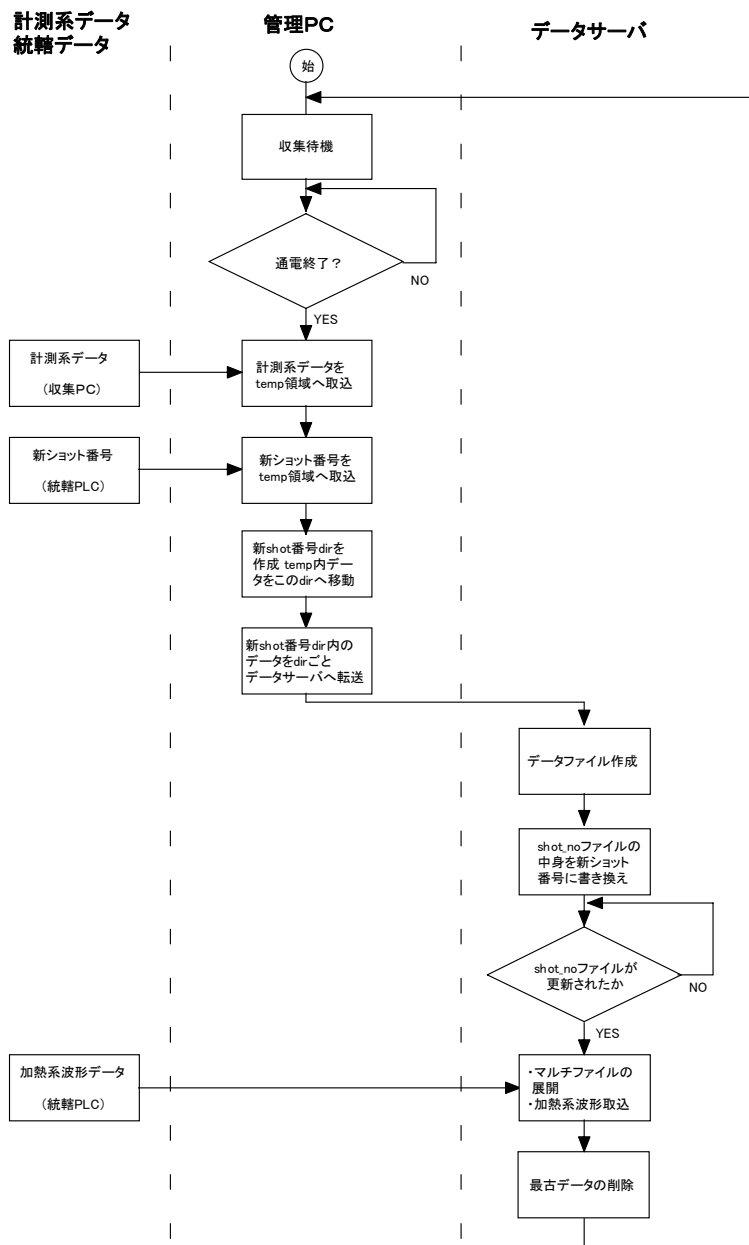 計測系データ
統轄データ
管理PC
データサーバ
始
収集待機
通電終了？
NO
YES
計測系データ
（収集PC）
計測系データを
temp領域へ取込
新ショット番号
（統轄PLC）
新ショット番号を
temp領域へ取込
新shot番号dirを
作成 temp内デー
タをこのdirへ移動
新shot番号dir内の
データをdirごと
データサーバへ転送
データファイル作成
shot_noファイルの
中身を新ショット
番号に書き換え
shot_noファイルが
更新されたか
NO
YES
加熱系波形データ
（統轄PLC）
・マルチファイルの
展開
・加熱系波形取込
最古データの削除